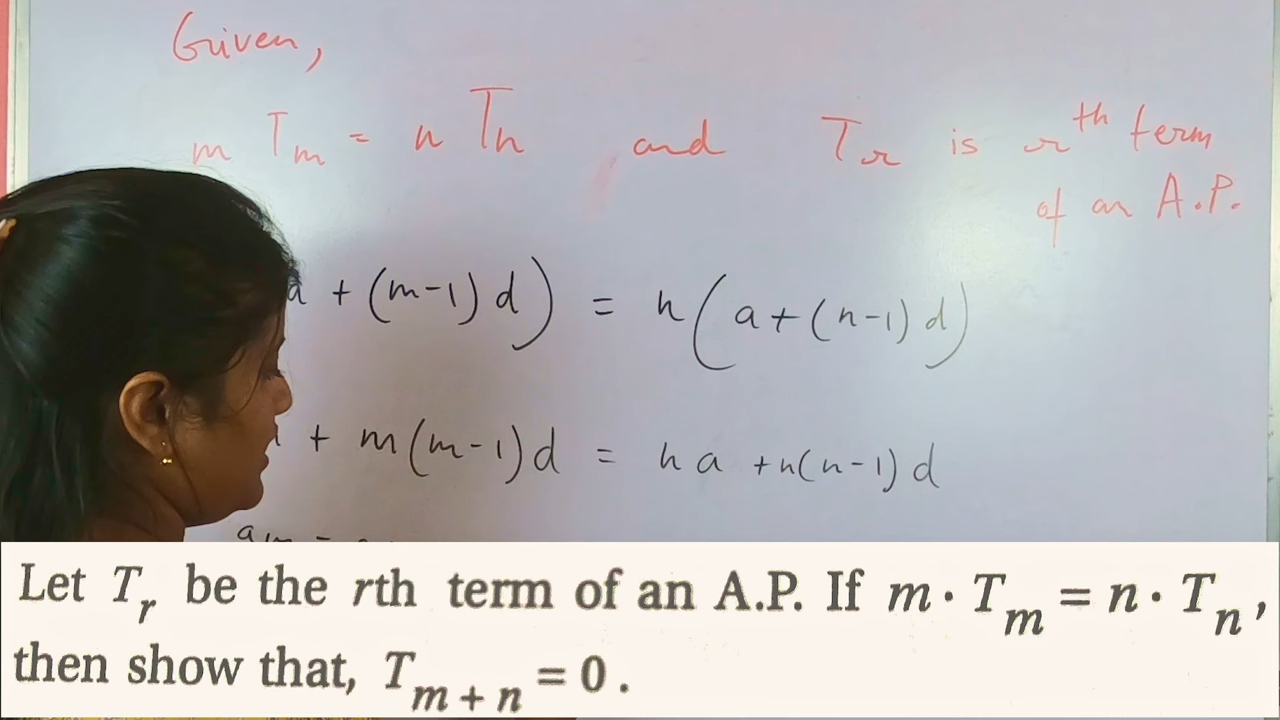 Given,
m Tm = n Tn and Tr is rth term
of an A.P.
a + (m-1) d) = n(a+(n-1) d)
+ m(m-1)d = na +n(n-1) d
am -
Let Tr be the rth term of an A.P. If m · Tm = n · Tn,
then show that, Tm + n = 0.